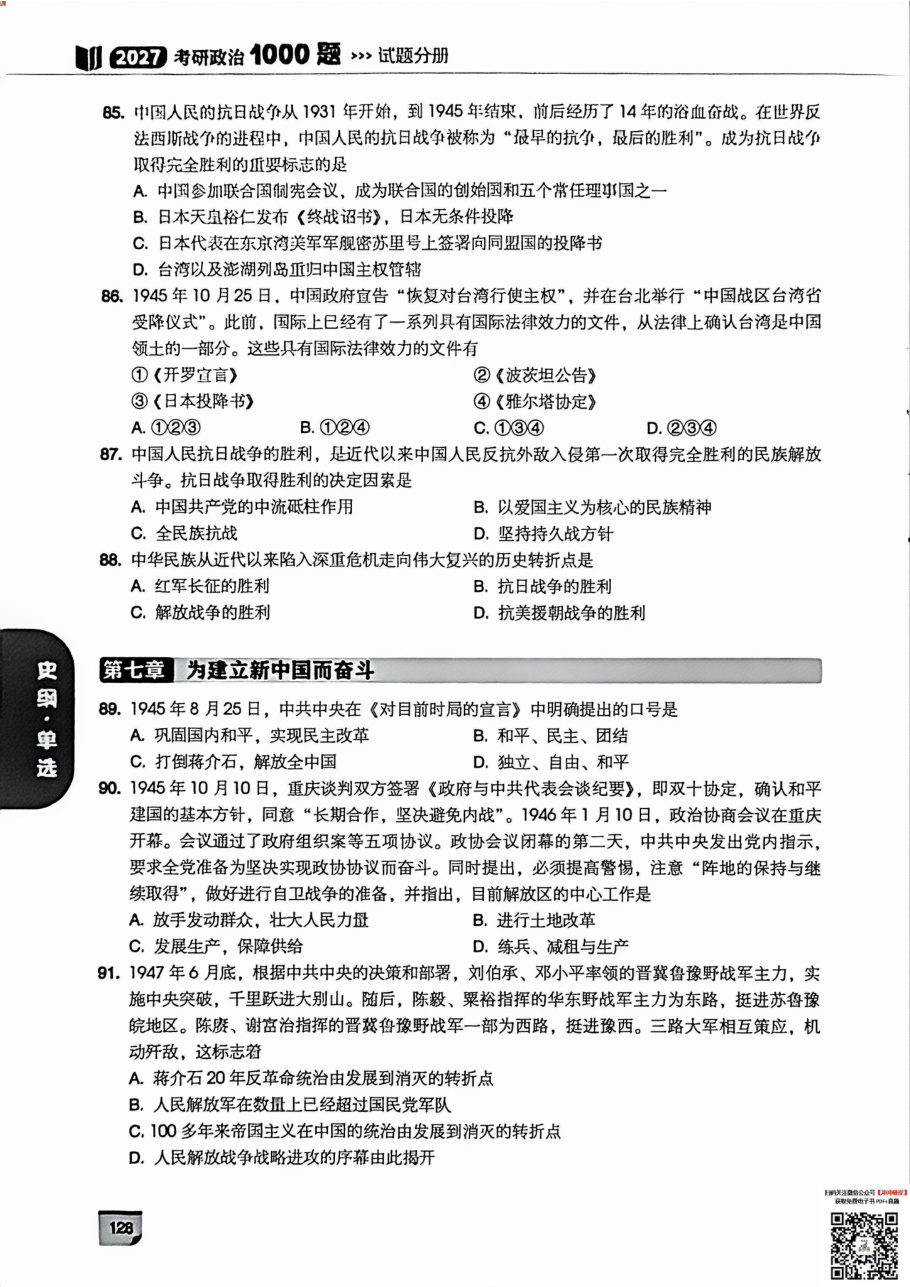 2027 考研政治1000题 >>> 试题分册
85. 中国人民的抗日战争从 1931 年开始，到 1945 年结束，前后经历了 14 年的浴血奋战。在世界反
法西斯战争的进程中，中国人民的抗日战争被称为“最早的抗争，最后的胜利”。成为抗日战争
取得完全胜利的重要标志的是
A. 中国参加联合国制宪会议，成为联合国的创始国和五个常任理事国之一
B. 日本天皇裕仁发布《终战诏书》，日本无条件投降
C. 日本代表在东京湾美军军舰密苏里号上签署向同盟国的投降书
D. 台湾以及澎湖列岛重归中国主权管辖
86. 1945 年 10 月 25 日，中国政府宣告“恢复对台湾行使主权”，并在台北举行“中国战区台湾省
受降仪式”。此前，国际上已经有了一系列具有国际法律效力的文件，从法律上确认台湾是中国
领土的一部分。这些具有国际法律效力的文件有
①《开罗宣言》 ②《波茨坦公告》
③《日本投降书》 ④《雅尔塔协定》
A. ①②③ B. ①②④ C. ①③④ D. ②③④
87. 中国人民抗日战争的胜利，是近代以来中国人民反抗外敌入侵第一次取得完全胜利的民族解放
斗争。抗日战争取得胜利的决定因素是
A. 中国共产党的中流砥柱作用 B. 以爱国主义为核心的民族精神
C. 全民族抗战 D. 坚持持久战方针
88. 中华民族从近代以来陷入深重危机走向伟大复兴的历史转折点是
A. 红军长征的胜利 B. 抗日战争的胜利
C. 解放战争的胜利 D. 抗美援朝战争的胜利
史纲·单选
第七章 为建立新中国而奋斗
89. 1945 年 8 月 25 日，中共中央在《对目前时局的宣言》中明确提出的口号是
A. 巩固国内和平，实现民主改革 B. 和平、民主、团结
C. 打倒蒋介石，解放全中国 D. 独立、自由、和平
90. 1945 年 10 月 10 日，重庆谈判双方签署《政府与中共代表会谈纪要》，即双十协定，确认和平
建国的基本方针，同意“长期合作，坚决避免内战”。1946 年 1 月 10 日，政治协商会议在重庆
开幕。会议通过了政府组织案等五项协议。政协会议闭幕的第二天，中共中央发出党内指示，
要求全党准备为坚决实现政协协议而奋斗。同时提出，必须提高警惕，注意“阵地的保持与继
续取得”，做好进行自卫战争的准备，并指出，目前解放区的中心工作是
A. 放手发动群众，壮大人民力量 B. 进行土地改革
C. 发展生产，保障供给 D. 练兵、减租与生产
91. 1947 年 6 月底，根据中共中央的决策和部署，刘伯承、邓小平率领的晋冀鲁豫野战军主力，实
施中央突破，千里跃进大别山。随后，陈毅、粟裕指挥的华东野战军主力为东路，挺进苏鲁豫
皖地区。陈赓、谢富治指挥的晋冀鲁豫野战军一部为西路，挺进豫西。三路大军相互策应，机
动歼敌，这标志着
A. 蒋介石 20 年反革命统治由发展到消灭的转折点
B. 人民解放军在数量上已经超过国民党军队
C. 100 多年来帝国主义在中国的统治由发展到消灭的转折点
D. 人民解放战争战略进攻的序幕由此揭开
128
扫码关注微信公众号
获取免费电子书PDF+真题